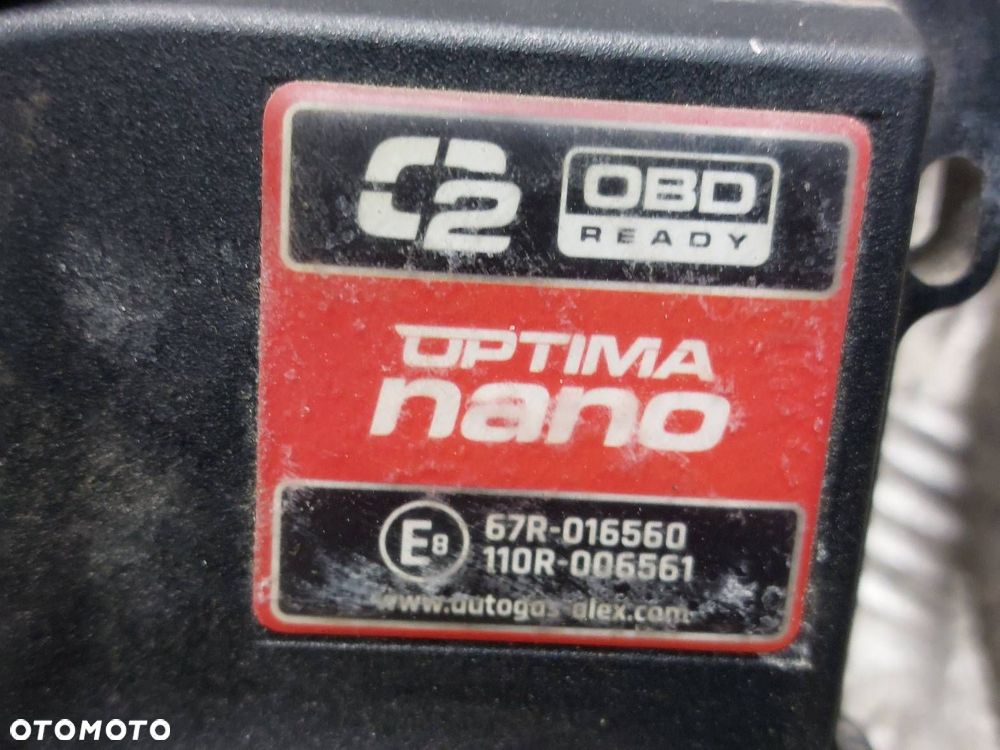 C2
OBD
READY
OPTIMA
nano
E8
67R-016560
110R-006561
www.autogas-alex.com
OTOMOTO